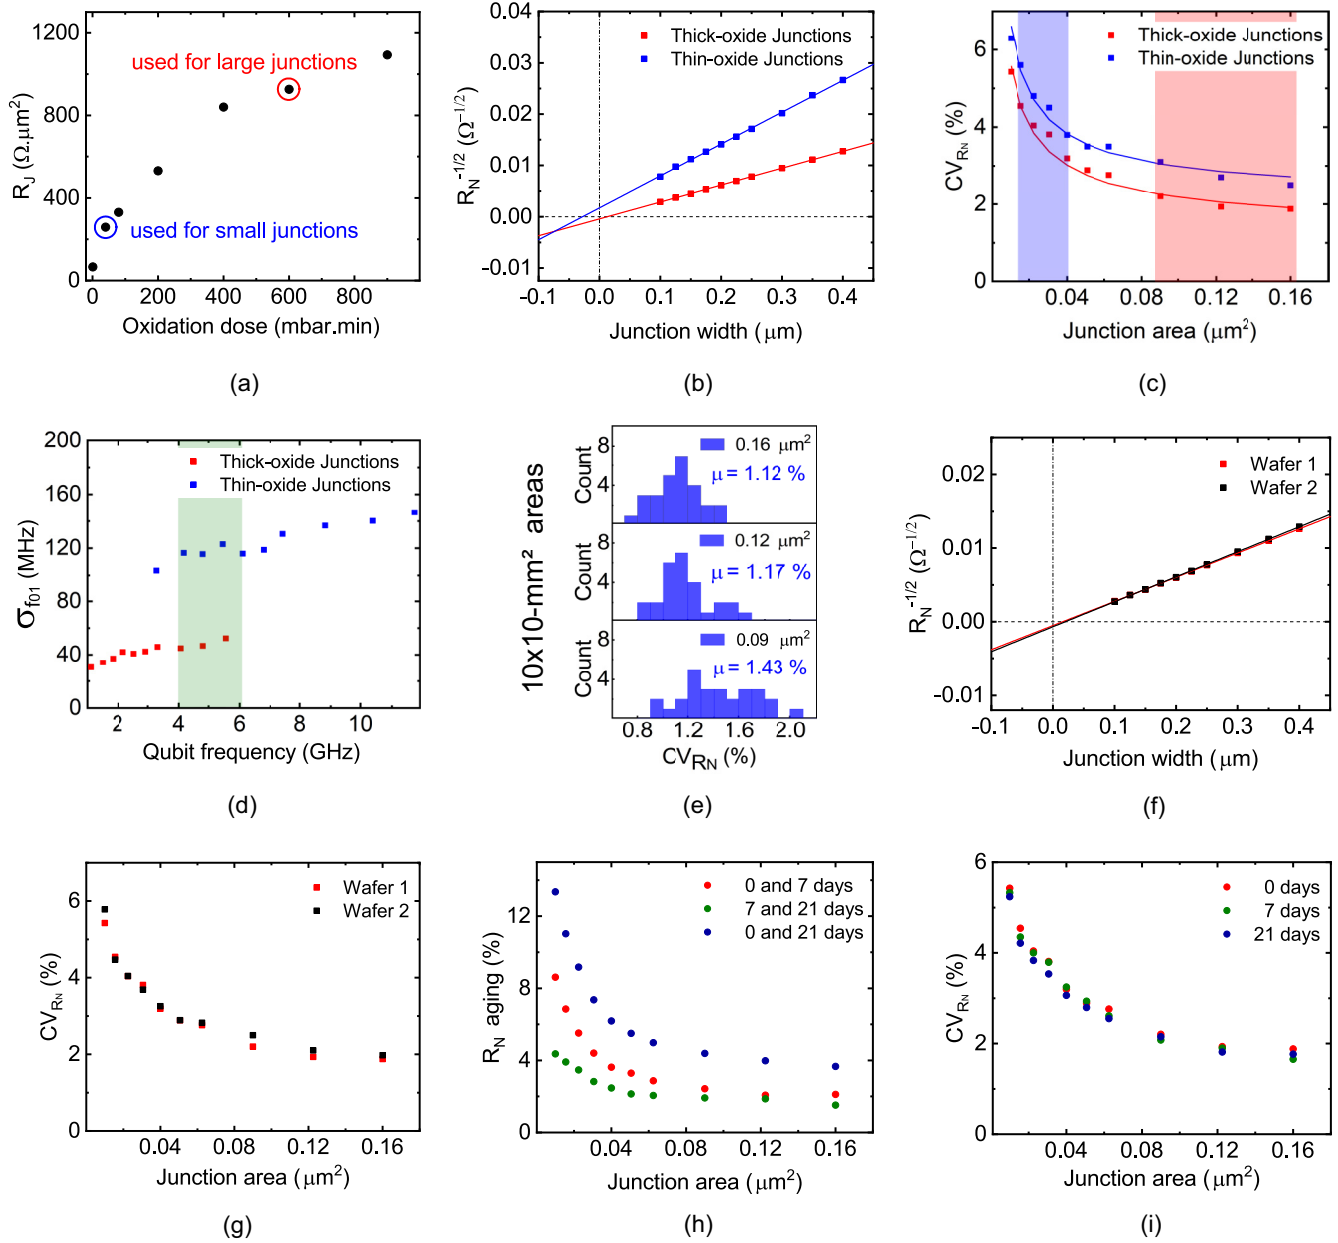 1200
800
400
0
R_J (Ω.μm²)
used for large junctions
used for small junctions
0 200 400 600 800
Oxidation dose (mbar.min)
(a)
0.04
0.03
0.02
0.01
0.00
−0.01
R_N^-1/2 (Ω^−1/2)
Thick-oxide Junctions
Thin-oxide Junctions
−0.1 0.0 0.1 0.2 0.3 0.4
Junction width (μm)
(b)
6
4
2
0
CV_RN (%)
Thick-oxide Junctions
Thin-oxide Junctions
0.04 0.08 0.12 0.16
Junction area (μm²)
(c)
200
160
120
80
40
0
σ_f01 (MHz)
Thick-oxide Junctions
Thin-oxide Junctions
2 4 6 8 10
Qubit frequency (GHz)
(d)
10x10-mm² areas
Count
8
4
0.16 μm²
μ = 1.12 %
Count
8
4
0.12 μm²
μ = 1.17 %
Count
8
4
0.09 μm²
μ = 1.43 %
0.8 1.2 1.6 2.0
CV_RN (%)
(e)
0.02
0.01
0.00
−0.01
R_N^-1/2 (Ω^−1/2)
Wafer 1
Wafer 2
−0.1 0.0 0.1 0.2 0.3 0.4
Junction width (μm)
(f)
6
4
2
0
CV_RN (%)
Wafer 1
Wafer 2
0.04 0.08 0.12 0.16
Junction area (μm²)
(g)
12
8
4
0
R_N aging (%)
0 and 7 days
7 and 21 days
0 and 21 days
0.04 0.08 0.12 0.16
Junction area (μm²)
(h)
6
4
2
0
CV_RN (%)
0 days
7 days
21 days
0.04 0.08 0.12 0.16
Junction area (μm²)
(i)